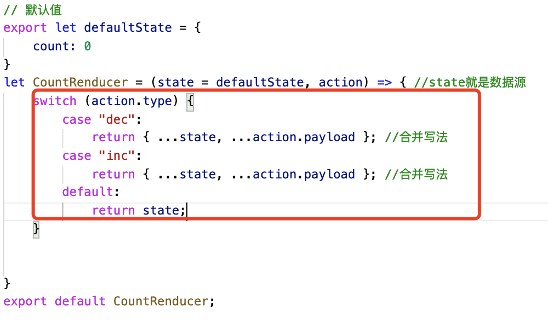 // 默认值
export let defaultState = {
    count: 0
}
let CountRenducer = (state = defaultState, action) => { //state就是数据源
    switch (action.type) {
        case "dec":
            return { ...state, ...action.payload }; //合并写法
        case "inc":
            return { ...state, ...action.payload }; //合并写法
        default:
            return state;
    }
}
export default CountRenducer;